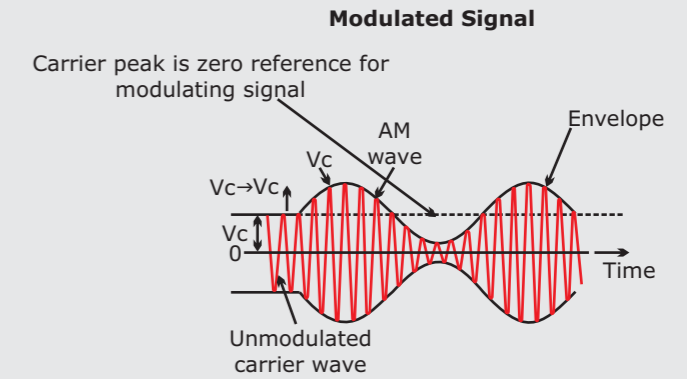 Modulated Signal
Carrier peak is zero reference for
modulating signal
AM
wave
Envelope
Vc
Vc→Vc
Vc
0
Time
Unmodulated
carrier wave